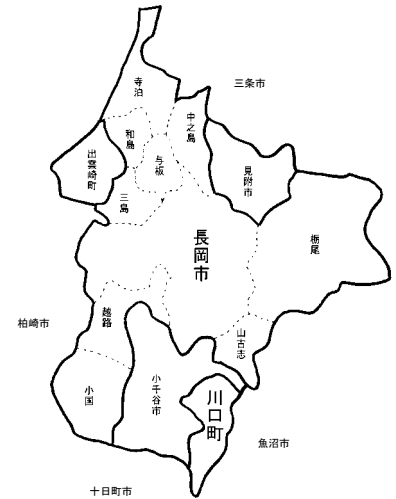 寺泊
三条市
中之島
和島
与板
出雲崎町
見附市
三島
栃尾
長岡市
越路
柏崎市
山古志
小国
小千谷市
川口町
魚沼市
十日町市